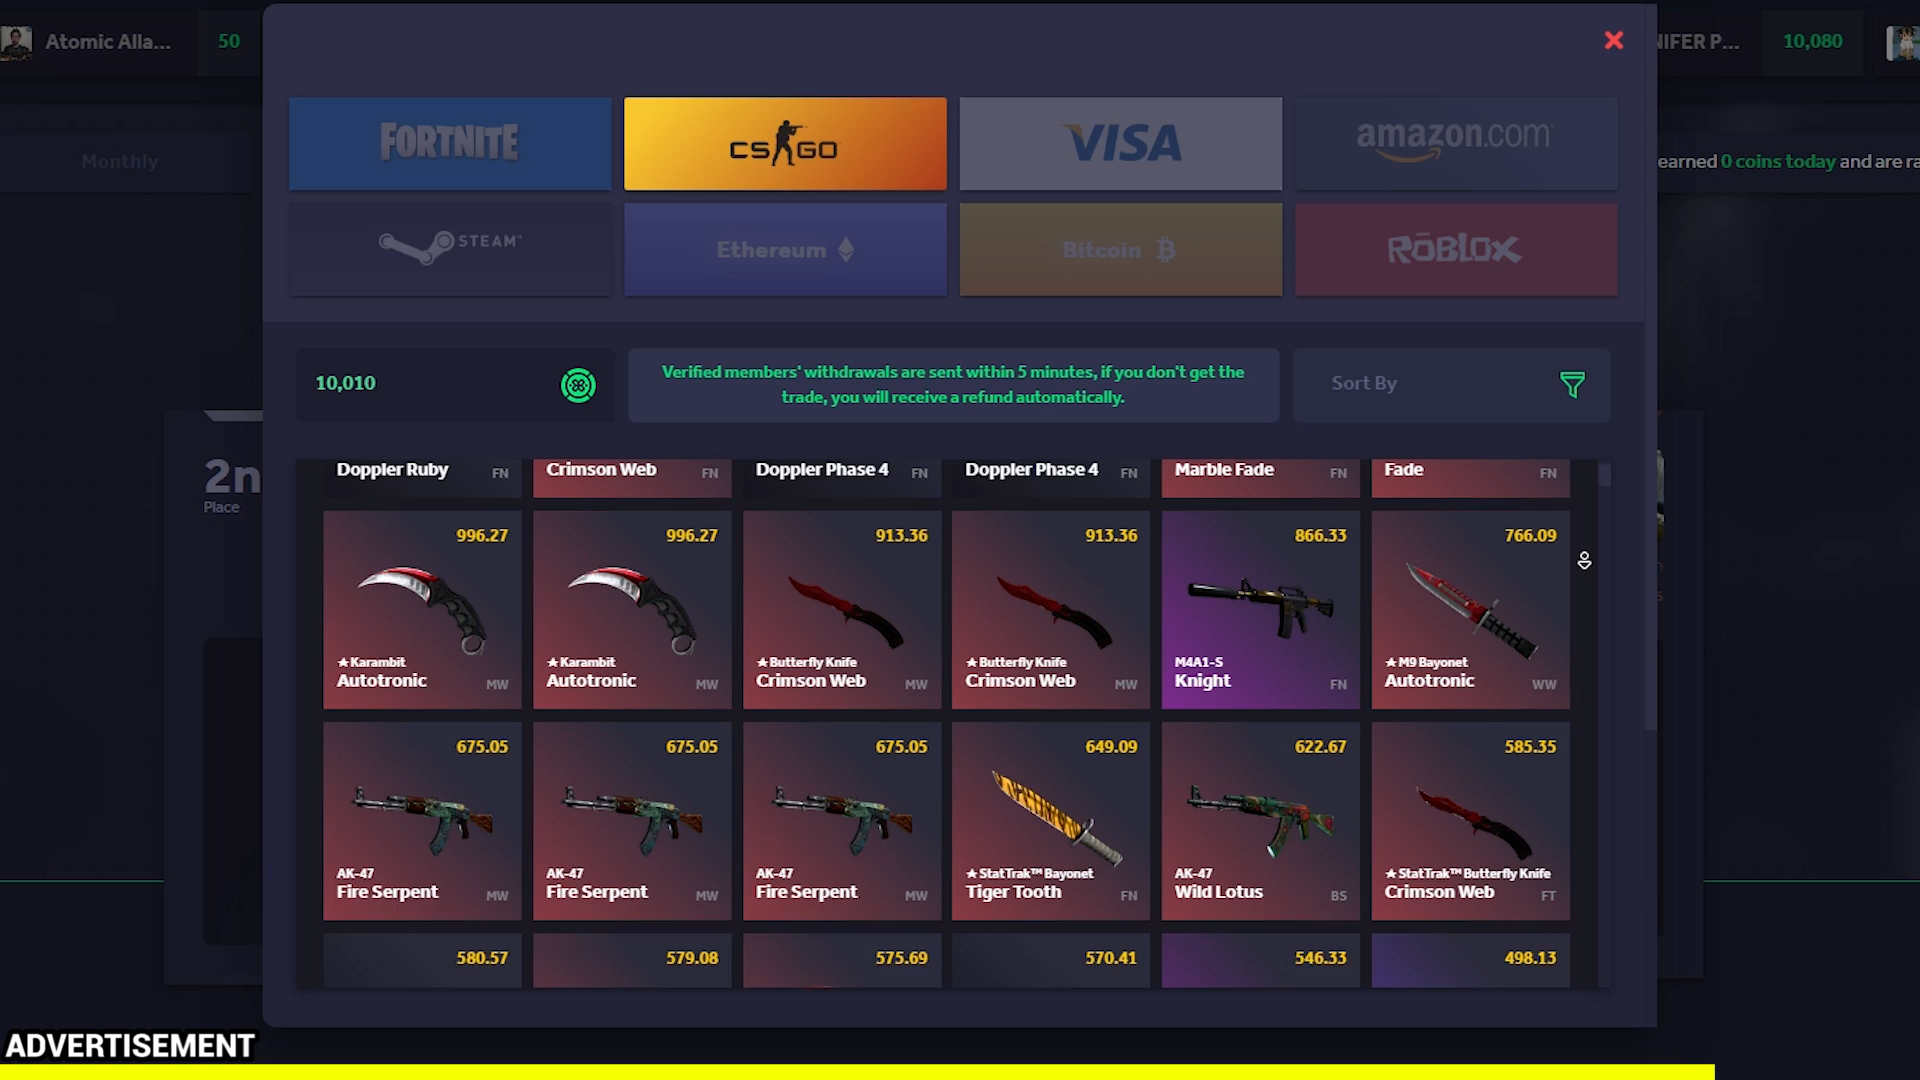 Atomic Alla...
50
NIFER P...
10,080
Monthly
earned 0 coins today and are ra
FORTNITE
CS GO
VISA
amazon.com
STEAM™
Ethereum
Bitcoin
ROBLOX
10,010
Verified members' withdrawals are sent within 5 minutes, if you don't get the
trade, you will receive a refund automatically.
Sort By
2n
Place
Doppler Ruby FN
Crimson Web FN
Doppler Phase 4 FN
Doppler Phase 4 FN
Marble Fade FN
Fade FN
996.27
★ Karambit
Autotronic MW
996.27
★ Karambit
Autotronic MW
913.36
★ Butterfly Knife
Crimson Web MW
913.36
★ Butterfly Knife
Crimson Web MW
866.33
M4A1-S
Knight FN
766.09
★ M9 Bayonet
Autotronic WW
675.05
AK-47
Fire Serpent MW
675.05
AK-47
Fire Serpent MW
675.05
AK-47
Fire Serpent MW
649.09
★ StatTrak™ Bayonet
Tiger Tooth FN
622.67
AK-47
Wild Lotus BS
585.35
★ StatTrak™ Butterfly Knife
Crimson Web FT
580.57
579.08
575.69
570.41
546.33
498.13
ADVERTISEMENT